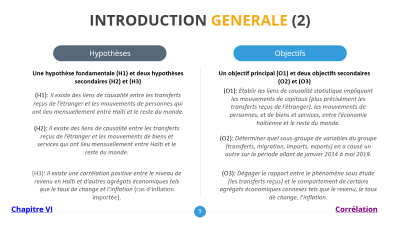 INTRODUCTION GENERALE (2)
Hypothèses
Une hypothèse fondamentale (H1) et deux hypothèses
secondaires (H2) et (H3)
(H1): Il existe des liens de causalité entre les transferts
reçus de l'étranger et les mouvements de personnes qui
ont lieu mensuellement entre Haïti et le reste du monde.
(H2): Il existe des liens de causalité entre les transferts
reçus de l'étranger et les mouvements de biens et
services qui ont lieu mensuellement entre Haïti et le
reste du monde.
(H3): Il existe une corrélation positive entre le niveau de
revenu en Haïti et d'autres agrégats économiques tels
que le taux de change et l'inflation (cas d'inflation
importée).
Chapitre VI
Objectifs
Un objectif principal (O1) et deux objectifs secondaires
(O2) et (O3)
(O1): Établir les liens de causalité statistique impliquant
les mouvements de capitaux (plus précisément les
transferts reçus de l'étranger), les mouvements de
personnes, et de biens et services, entre l'économie
haïtienne et le reste du monde.
(O2): Déterminer quel sous-groupe de variables du groupe
(transferts, migration, imports, exports) en a causé un
autre sur la période allant de janvier 2014 à mai 2019.
(O3): Dégager le rapport entre le phénomène sous étude
(les transferts reçus) et le comportement de certains
agrégats économiques connexes tels que le revenu, le taux
de change, l'inflation.
Corrélation
5